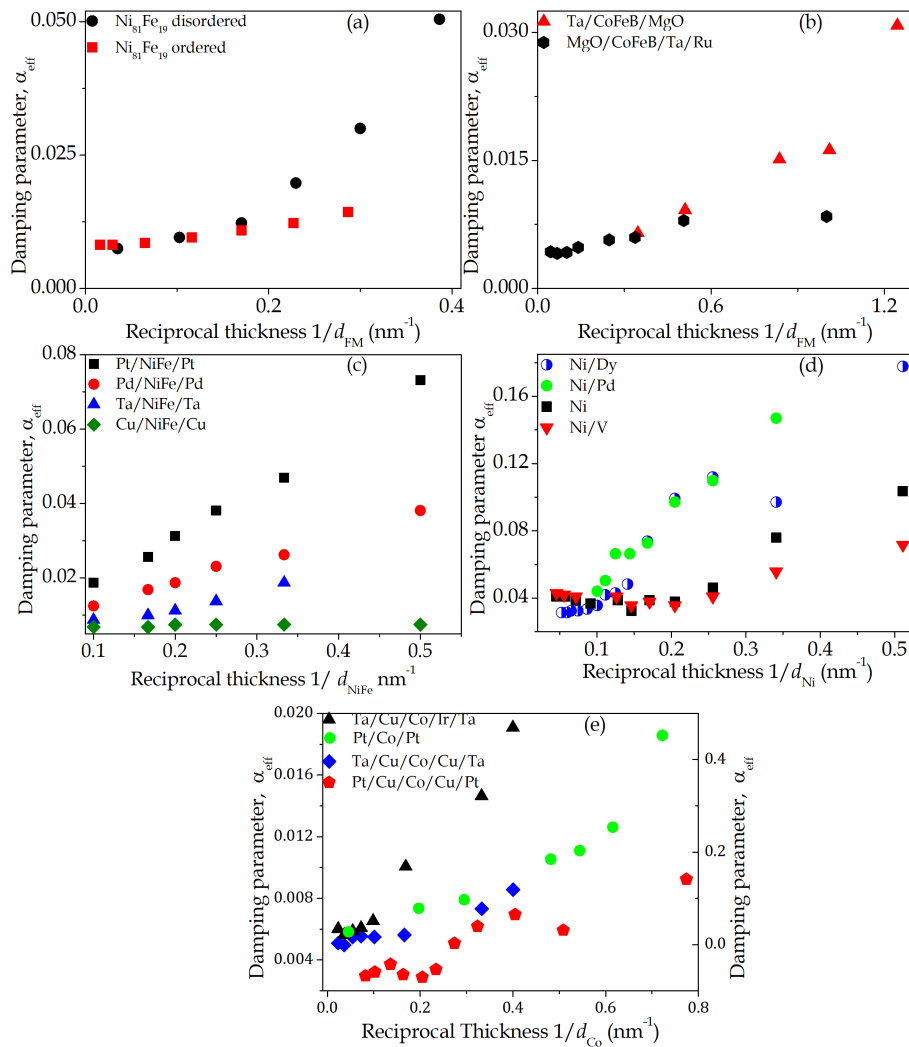 (a)
Ni81Fe19 disordered
Ni81Fe19 ordered
0.050
0.025
0.000
Damping parameter, αeff
0.0
0.2
0.4
Reciprocal thickness 1/dFM (nm-1)
(b)
Ta/CoFeB/MgO
MgO/CoFeB/Ta/Ru
0.030
0.015
0.000
Damping parameter, αeff
0.0
0.6
1.2
Reciprocal thickness 1/dFM (nm-1)
(c)
Pt/NiFe/Pt
Pd/NiFe/Pd
Ta/NiFe/Ta
Cu/NiFe/Cu
0.08
0.06
0.04
0.02
Damping parameter, αeff
0.1
0.2
0.3
0.4
0.5
Reciprocal thickness 1/ dNiFe nm-1
(d)
Ni/Dy
Ni/Pd
Ni
Ni/V
0.16
0.12
0.08
0.04
Damping parameter αeff
0.0
0.1
0.2
0.3
0.4
0.5
Reciprocal thickness 1/dNi (nm-1)
(e)
Ta/Cu/Co/Ir/Ta
Pt/Co/Pt
Ta/Cu/Co/Cu/Ta
Pt/Cu/Co/Cu/Pt
0.020
0.016
0.012
0.008
0.004
Damping parameter, αeff
0.4
0.2
0.0
Damping parameter, αeff
0.0
0.2
0.4
0.6
0.8
Reciprocal Thickness 1/dCo (nm-1)